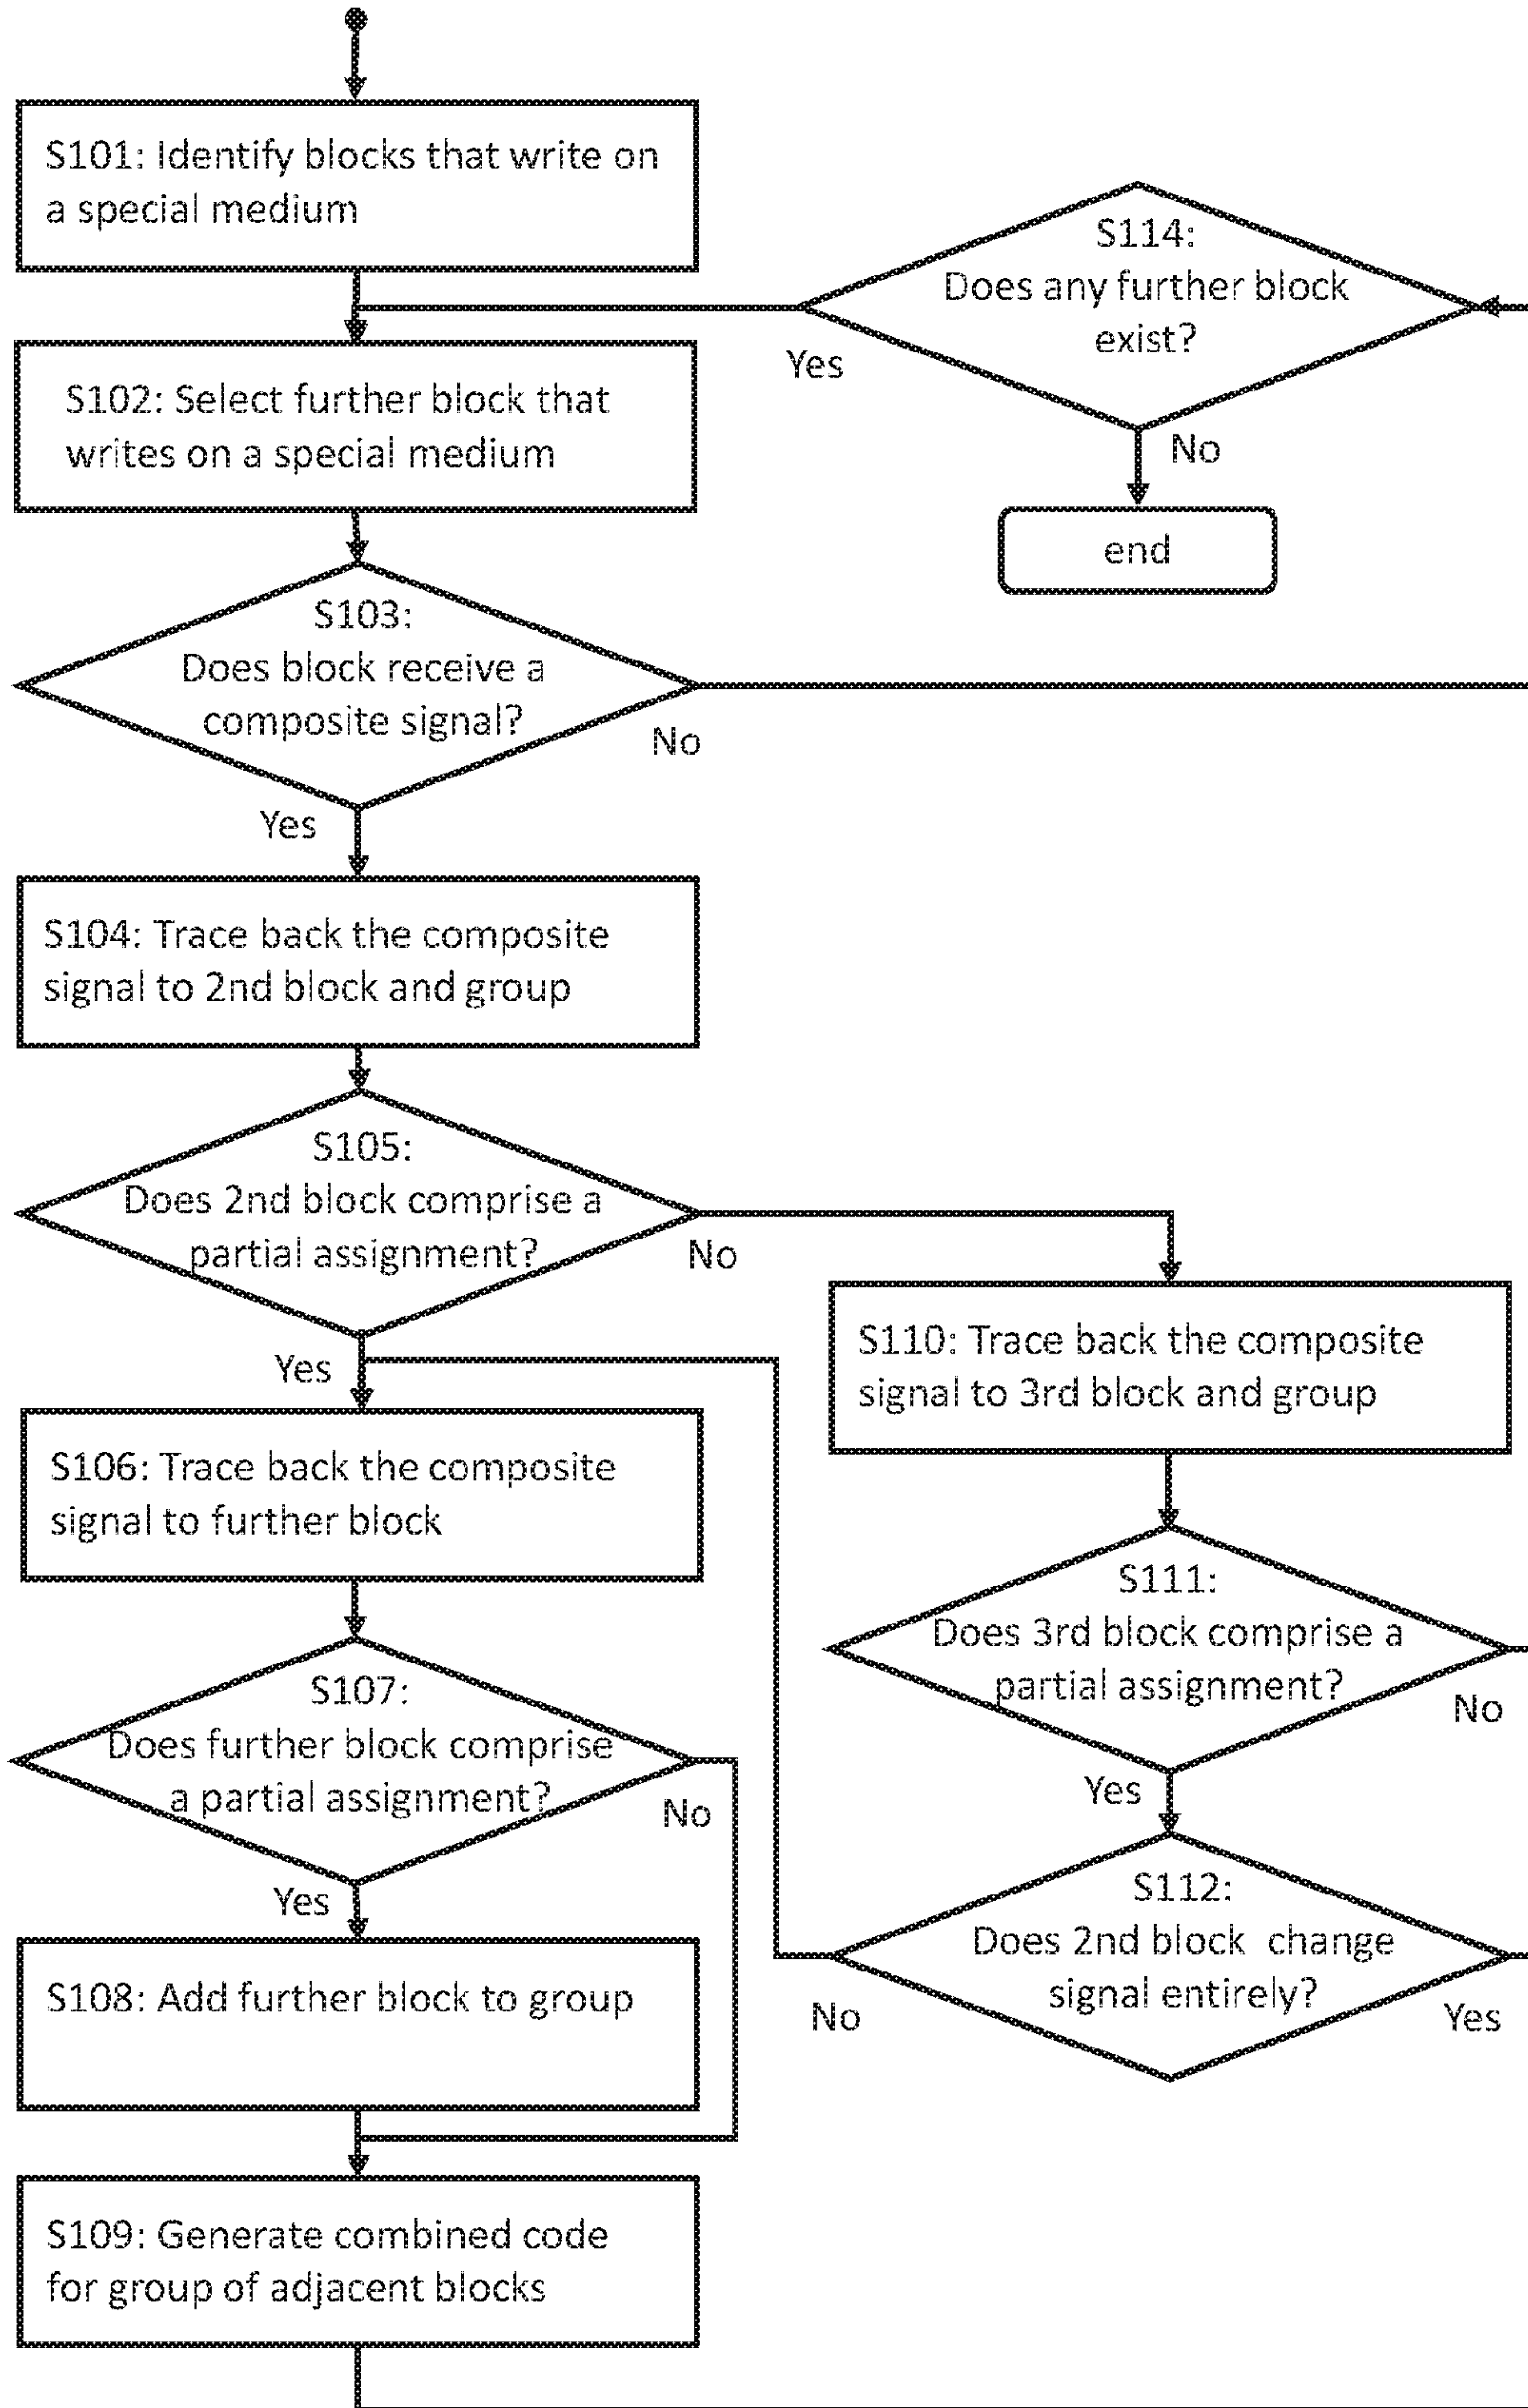 S101: Identify blocks that write on
a special medium
S114:
Does any further block
exist?
Yes
No
end
S102: Select further block that
writes on a special medium
S103:
Does block receive a
composite signal?
No
Yes
S104: Trace back the composite
signal to 2nd block and group
S105:
Does 2nd block comprise a
partial assignment?
No
Yes
S110: Trace back the composite
signal to 3rd block and group
S106: Trace back the composite
signal to further block
S111:
Does 3rd block comprise a
partial assignment?
No
Yes
S107:
Does further block comprise
a partial assignment?
No
Yes
S112:
Does 2nd block change
signal entirely?
No
Yes
S108: Add further block to group
S109: Generate combined code
for group of adjacent blocks